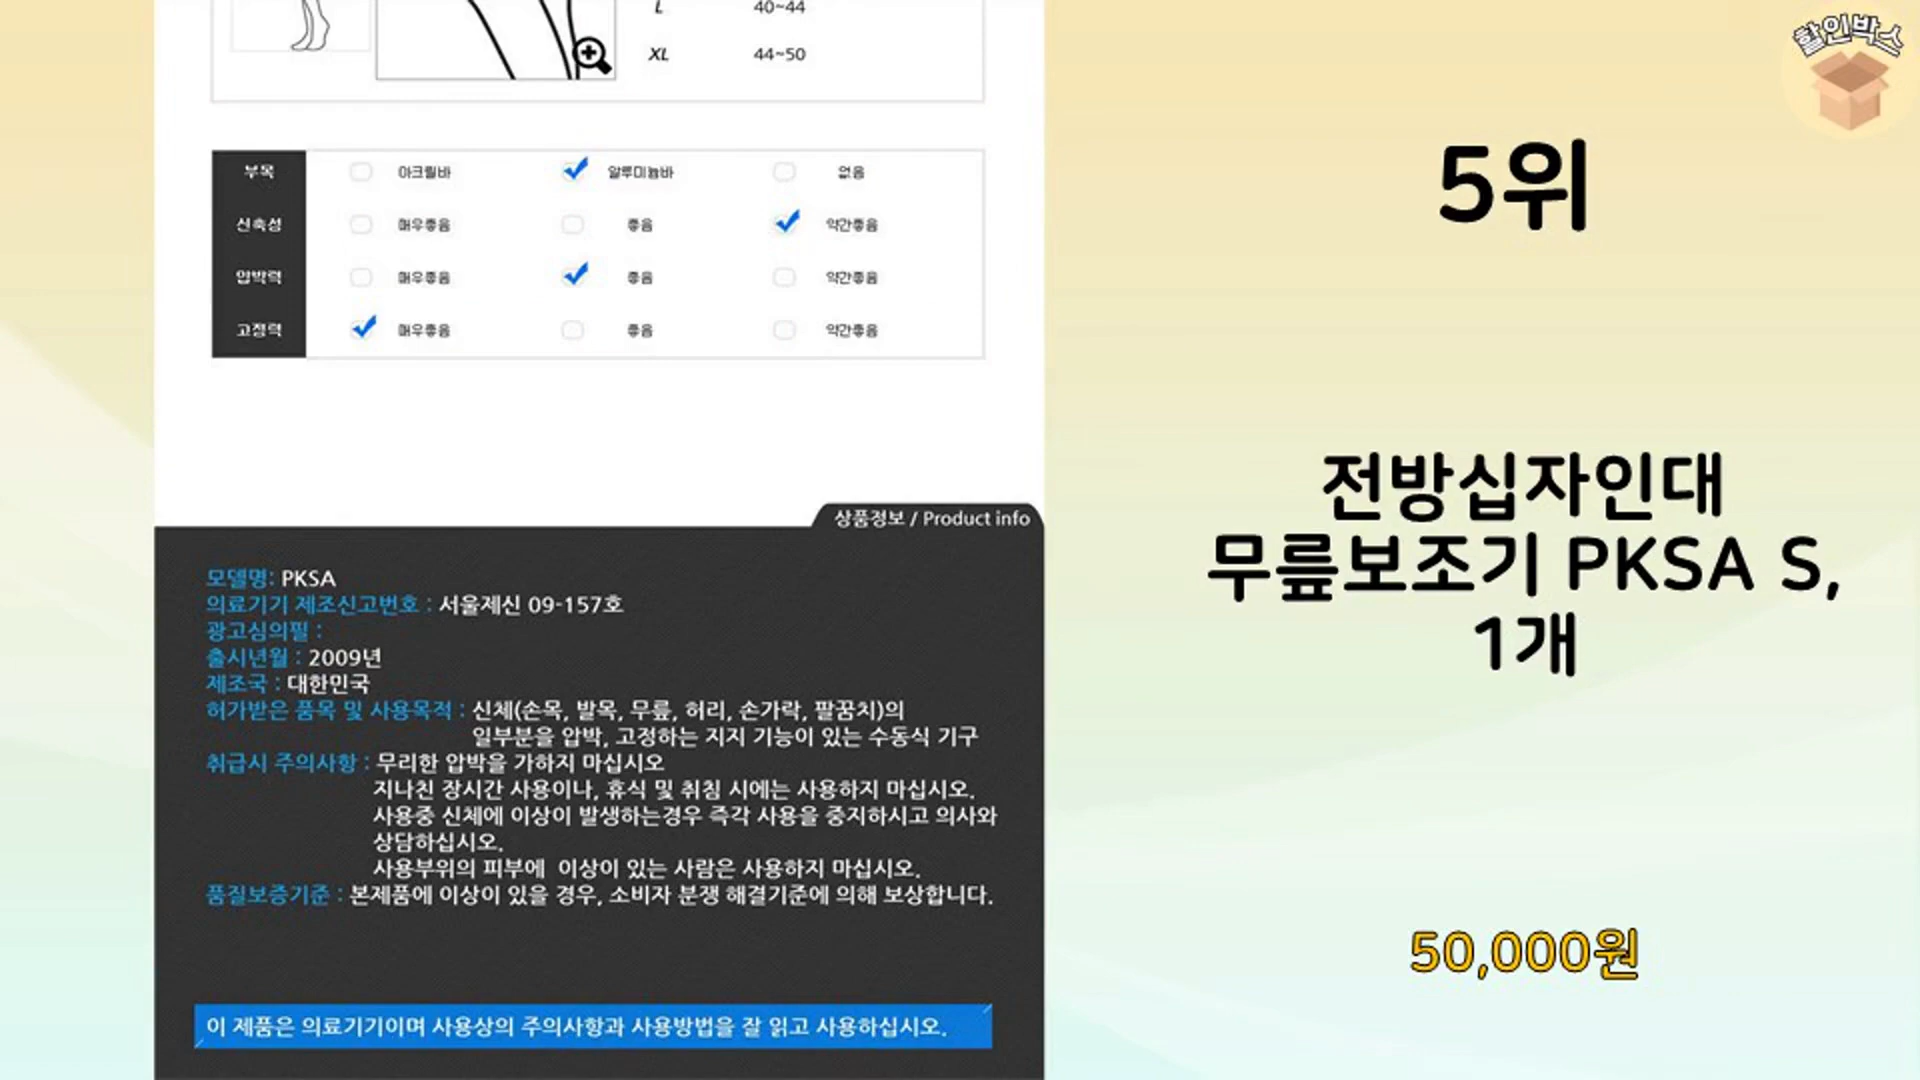 L 40~44
XL 44~50
부목 아크릴바 알루미늄바 없음
신축성 매우좋음 좋음 약간좋음
압박력 매우좋음 좋음 약간좋음
고정력 매우좋음 좋음 약간좋음
상품정보 / Product info
모델명: PKSA
의료기기 제조신고번호 : 서울제신 09-157호
광고심의필 :
출시년월 : 2009년
제조국 : 대한민국
허가받은 품목 및 사용목적 : 신체(손목, 발목, 무릎, 허리, 손가락, 팔꿈치)의
일부분을 압박, 고정하는 지지 기능이 있는 수동식 기구
취급시 주의사항 : 무리한 압박을 가하지 마십시오
지나친 장시간 사용이나, 휴식 및 취침 시에는 사용하지 마십시오.
사용중 신체에 이상이 발생하는경우 즉각 사용을 중지하시고 의사와
상담하십시오.
사용부위의 피부에 이상이 있는 사람은 사용하지 마십시오.
품질보증기준 : 본제품에 이상이 있을 경우, 소비자 분쟁 해결기준에 의해 보상합니다.
이 제품은 의료기기이며 사용상의 주의사항과 사용방법을 잘 읽고 사용하십시오.
할인박스
5위
전방십자인대
무릎보조기 PKSA S,
1개
50,000원